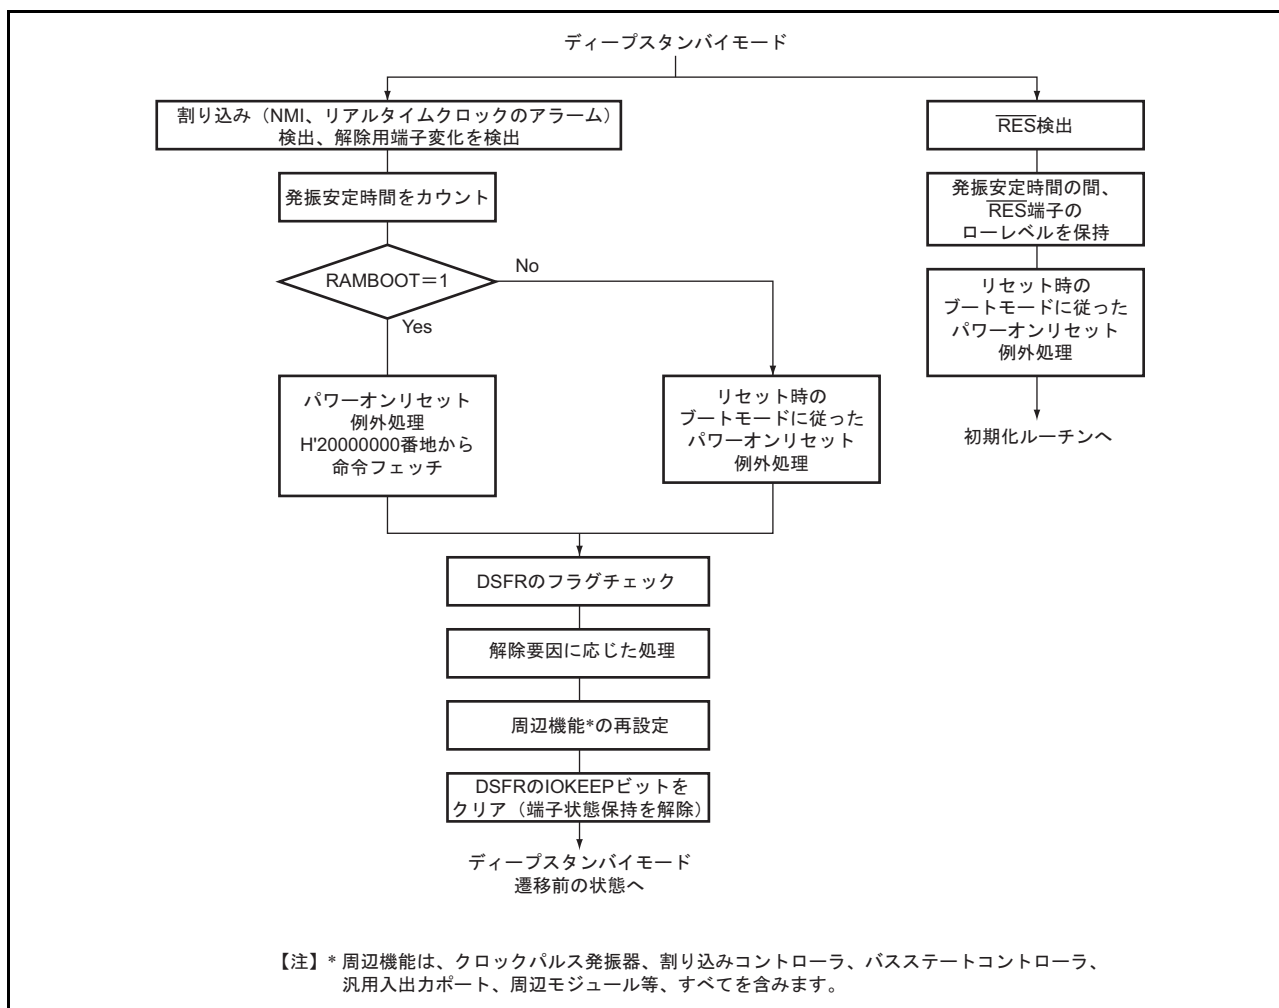 ディープスタンバイモード
割り込み（NMI、リアルタイムクロックのアラーム）
検出、解除用端子変化を検出
発振安定時間をカウント
RAMBOOT＝1
No
Yes
パワーオンリセット
例外処理
H'20000000番地から
命令フェッチ
リセット時の
ブートモードに従った
パワーオンリセット
例外処理
DSFRのフラグチェック
解除要因に応じた処理
周辺機能*の再設定
DSFRのIOKEEPビットを
クリア（端子状態保持を解除）
ディープスタンバイモード
遷移前の状態へ
RES検出
発振安定時間の間、
RES端子の
ローレベルを保持
リセット時の
ブートモードに従った
パワーオンリセット
例外処理
初期化ルーチンへ
【注】* 周辺機能は、クロックパルス発振器、割り込みコントローラ、バスステートコントローラ、
汎用入出力ポート、周辺モジュール等、すべてを含みます。